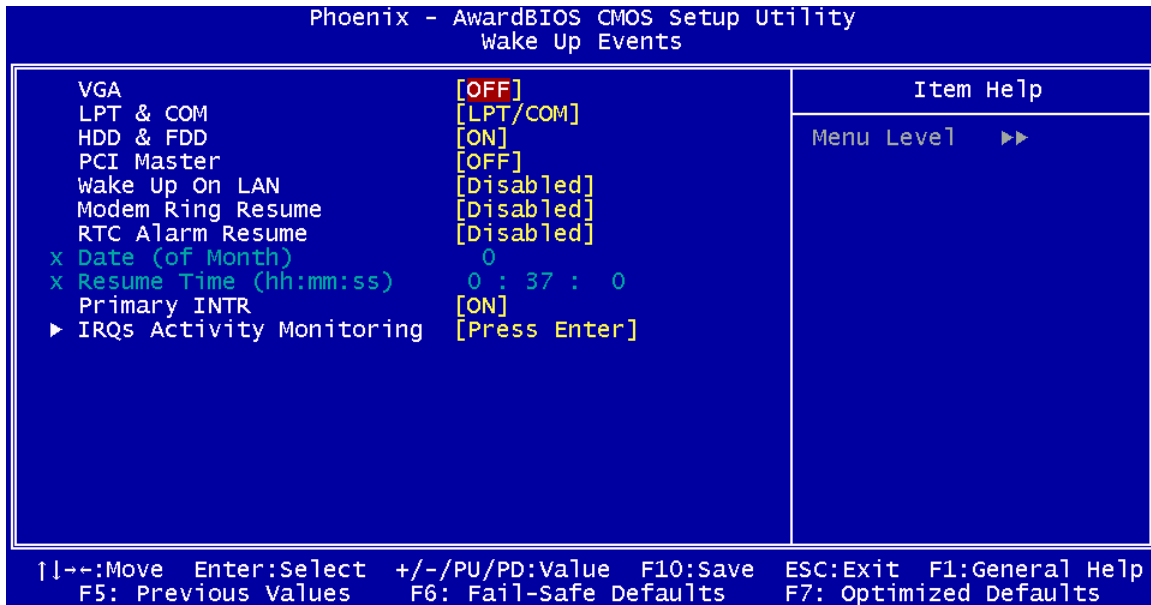 Phoenix - AwardBIOS CMOS Setup Utility
Wake Up Events
VGA [OFF]
LPT & COM [LPT/COM]
HDD & FDD [ON]
PCI Master [OFF]
Wake Up On LAN [Disabled]
Modem Ring Resume [Disabled]
RTC Alarm Resume [Disabled]
x Date (of Month) 0
x Resume Time (hh:mm:ss) 0 : 37 : 0
Primary INTR [ON]
► IRQs Activity Monitoring [Press Enter]
Item Help
Menu Level ►►
↑↓→←:Move Enter:Select +/-/PU/PD:Value F10:Save ESC:Exit F1:General Help
F5: Previous Values F6: Fail-Safe Defaults F7: Optimized Defaults